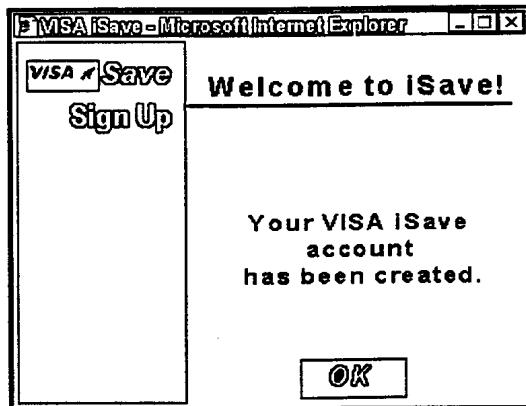 VISA iSave - Microsoft Internet Explorer
VISA Save
Sign Up
Welcome to iSave!
Your VISA iSave
account
has been created.
OK